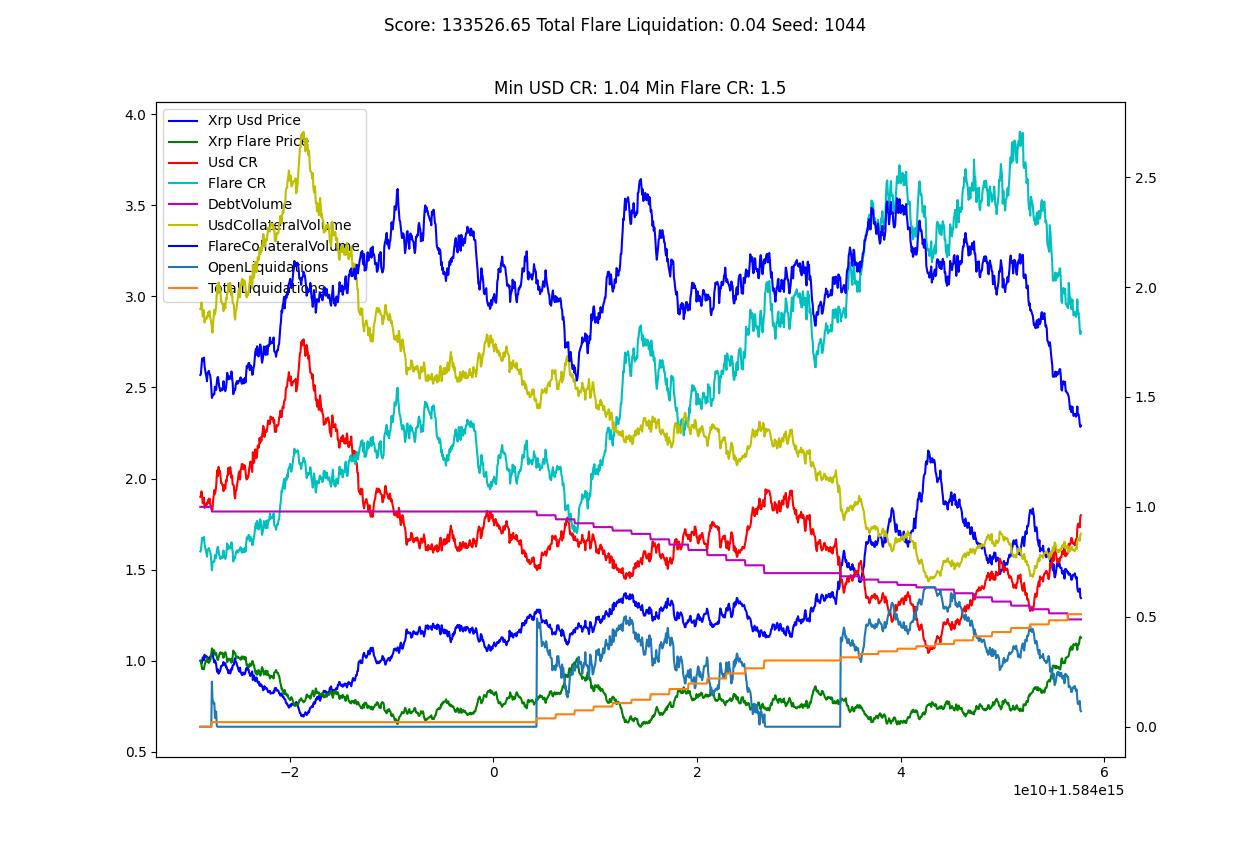 Score: 133526.65 Total Flare Liquidation: 0.04 Seed: 1044
Min USD CR: 1.04 Min Flare CR: 1.5
Xrp Usd Price
Xrp Flare Price
Usd CR
Flare CR
DebtVolume
UsdCollateralVolume
FlareCollateralVolume
OpenLiquidations
TotalLiquidations
4.0
3.5
3.0
2.5
2.0
1.5
1.0
0.5
2.5
2.0
1.5
1.0
0.5
0.0
−2 0 2 4 6
1e10+1.584e15